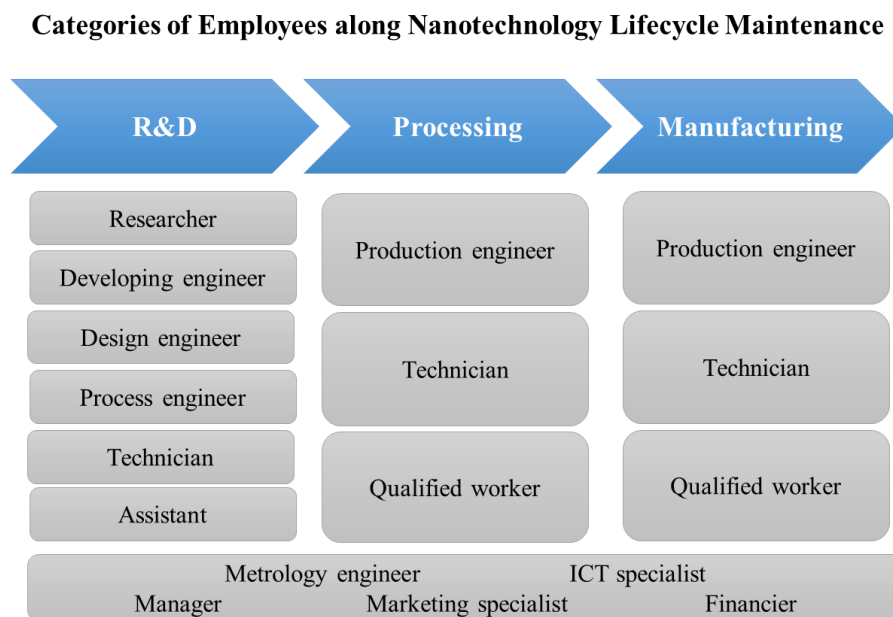 Categories of Employees along Nanotechnology Lifecycle Maintenance
R&D
Processing
Manufacturing
Researcher
Developing engineer
Design engineer
Process engineer
Technician
Assistant
Production engineer
Technician
Qualified worker
Production engineer
Technician
Qualified worker
Metrology engineer ICT specialist
Manager Marketing specialist Financier